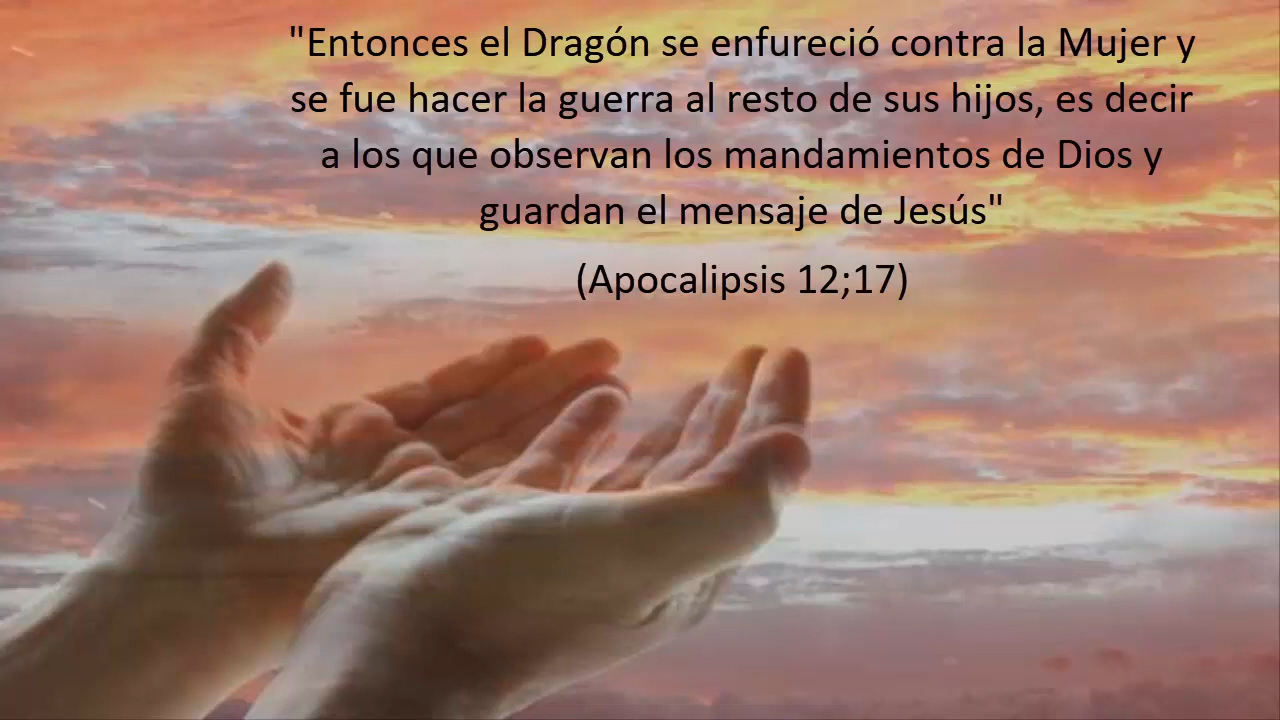 "Entonces el Dragón se enfureció contra la Mujer y
se fue hacer la guerra al resto de sus hijos, es decir
a los que observan los mandamientos de Dios y
guardan el mensaje de Jesús"
(Apocalipsis 12;17)